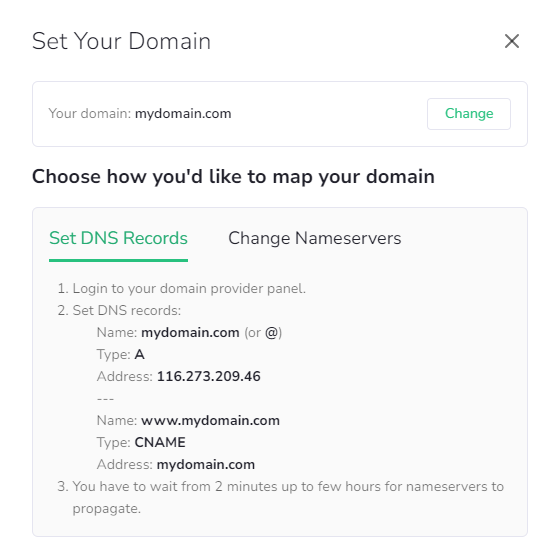 Set Your Domain
Your domain: mydomain.com
Change
Choose how you'd like to map your domain
Set DNS Records
Change Nameservers
1. Login to your domain provider panel.
2. Set DNS records:
Name: mydomain.com (or @)
Type: A
Address: 116.273.209.46
---
Name: www.mydomain.com
Type: CNAME
Address: mydomain.com
3. You have to wait from 2 minutes up to few hours for nameservers to
propagate.